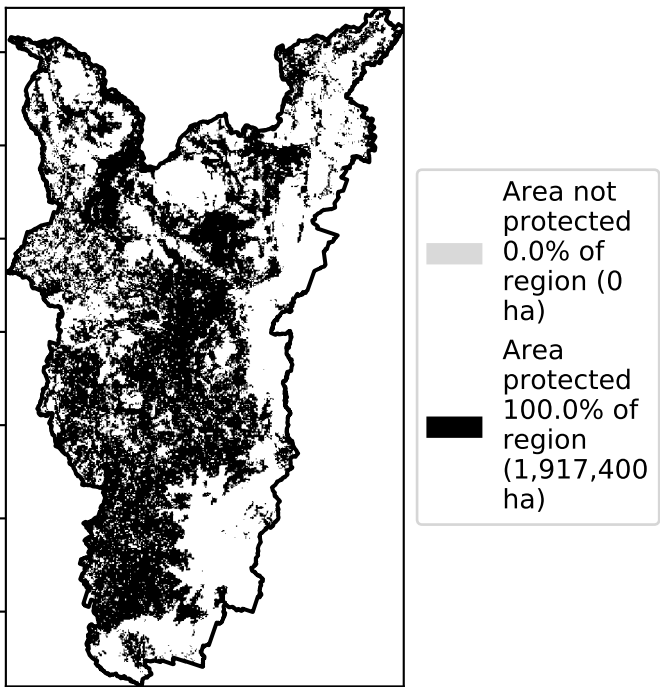 Area not
protected
0.0% of
region (0
ha)
Area
protected
100.0% of
region
(1,917,400
ha)